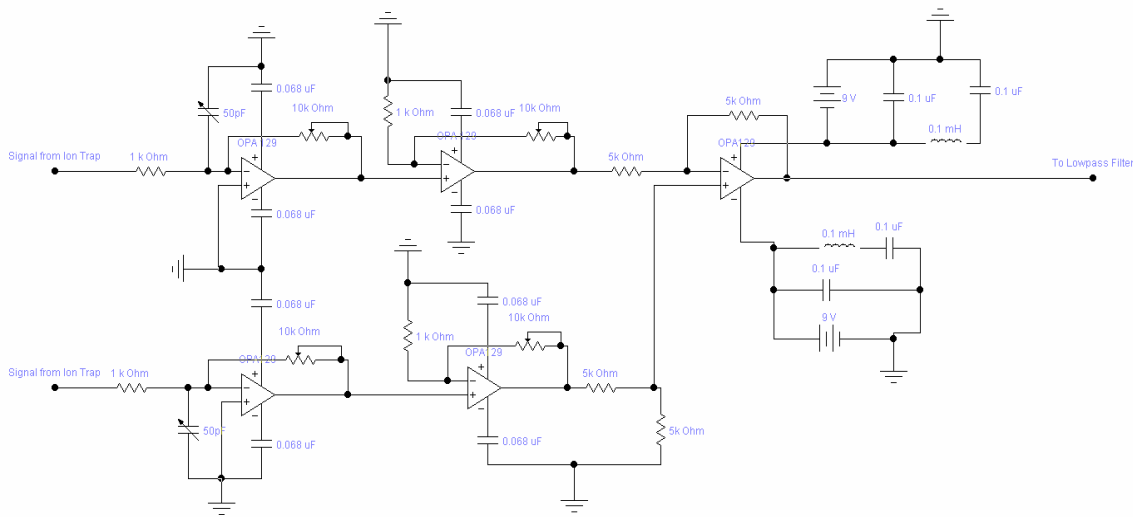 0.068 uF
50pF
10k Ohm
OPA129
Signal from Ion Trap
1 k Ohm
0.068 uF
1 k Ohm
0.068 uF
10k Ohm
OPA129
0.068 uF
5k Ohm
5k Ohm
OPA129
9 V
0.1 uF
0.1 uF
0.1 mH
To Lowpass Filter
0.1 mH
0.1 uF
0.1 uF
9 V
0.068 uF
10k Ohm
OPA129
Signal from Ion Trap
1 k Ohm
50pF
0.068 uF
1 k Ohm
0.068 uF
10k Ohm
OPA129
0.068 uF
5k Ohm
5k Ohm